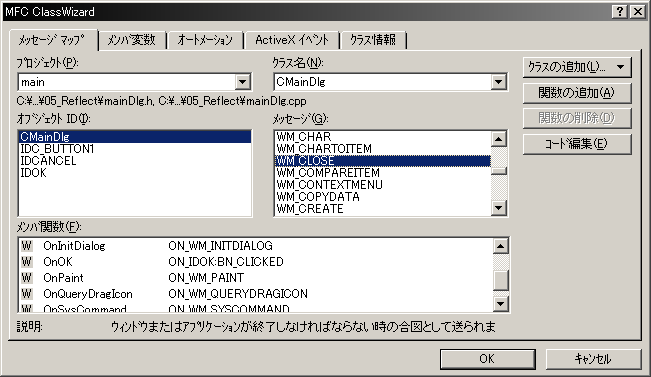 MFC ClassWizard
ﾒｯｾｰｼﾞ ﾏｯﾌﾟ ﾒﾝﾊﾞ変数 ｵｰﾄﾒｰｼｮﾝ ActiveX ｲﾍﾞﾝﾄ ｸﾗｽ情報
ﾌﾟﾛｼﾞｪｸﾄ(P): ｸﾗｽ名(N):
main CMainDlg
C:¥...¥05_Reflect¥mainDlg.h, C:¥...¥05_Reflect¥mainDlg.cpp
ｵﾌﾞｼﾞｪｸﾄ ID(I): ﾒｯｾｰｼﾞ(G):
CMainDlg
IDC_BUTTON1
IDCANCEL
IDOK
WM_CHAR
WM_CHARTOITEM
WM_CLOSE
WM_COMPAREITEM
WM_CONTEXTMENU
WM_COPYDATA
WM_CREATE
ｸﾗｽの追加(L)...
関数の追加(A)
関数の削除(D)
ｺｰﾄﾞ編集(E)
ﾒﾝﾊﾞ関数(F):
W OnInitDialog ON_WM_INITDIALOG
W OnOK ON_IDOK:BN_CLICKED
W OnPaint ON_WM_PAINT
W OnQueryDragIcon ON_WM_QUERYDRAGICON
W OnSysCommand ON_WM_SYSCOMMAND
説明: ｳｨﾝﾄﾞｳまたはｱﾌﾟﾘｹｰｼｮﾝが終了しなければならない時の合図として送られま
OK ｷｬﾝｾﾙ